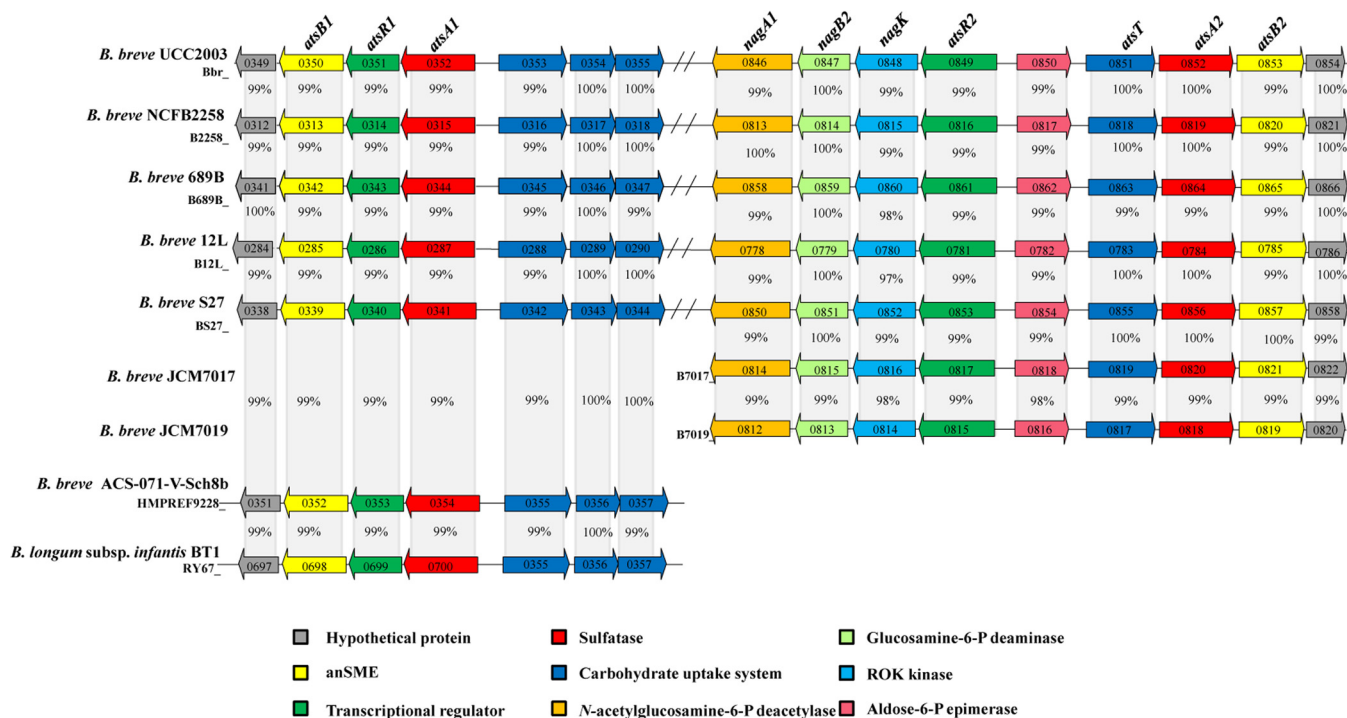 atsB1 atsR1 atsA1 nagA1 nagB2 nagK atsR2 atsT atsA2 atsB2
B. breve UCC2003
Bbr_ 0349 0350 0351 0352 0353 0354 0355 0846 0847 0848 0849 0850 0851 0852 0853 0854
99% 99% 99% 99% 99% 100% 100% 99% 100% 99% 99% 99% 100% 100% 99% 100%
B. breve NCFB2258
B2258_ 0312 0313 0314 0315 0316 0317 0318 0813 0814 0815 0816 0817 0818 0819 0820 0821
99% 99% 99% 99% 99% 100% 100% 100% 100% 99% 99% 99% 100% 100% 99% 100%
B. breve 689B
B689B_ 0341 0342 0343 0344 0345 0346 0347 0858 0859 0860 0861 0862 0863 0864 0865 0866
100% 99% 99% 99% 99% 100% 99% 99% 100% 98% 99% 99% 99% 99% 99% 100%
B. breve 12L
B12L_ 0284 0285 0286 0287 0288 0289 0290 0778 0779 0780 0781 0782 0783 0784 0785 0786
99% 99% 99% 99% 99% 100% 100% 99% 100% 97% 99% 99% 100% 100% 99% 100%
B. breve S27
BS27_ 0338 0339 0340 0341 0342 0343 0344 0850 0851 0852 0853 0854 0855 0856 0857 0858
99% 100% 99% 99% 99% 100% 100% 100% 99%
B. breve JCM7017 B7017_ 0814 0815 0816 0817 0818 0819 0820 0821 0822
99% 99% 99% 99% 99% 100% 100% 99% 99% 98% 99% 98% 99% 99% 99% 99%
B. breve JCM7019 B7019_ 0812 0813 0814 0815 0816 0817 0818 0819 0820
B. breve ACS-071-V-Sch8b
HMPREF9228_ 0351 0352 0353 0354 0355 0356 0357
99% 99% 99% 99% 99% 100% 99%
B. longum subsp. infantis BT1
RY67_ 0697 0698 0699 0700 0355 0356 0357
Hypothetical protein Sulfatase Glucosamine-6-P deaminase
anSME Carbohydrate uptake system ROK kinase
Transcriptional regulator N-acetylglucosamine-6-P deacetylase Aldose-6-P epimerase